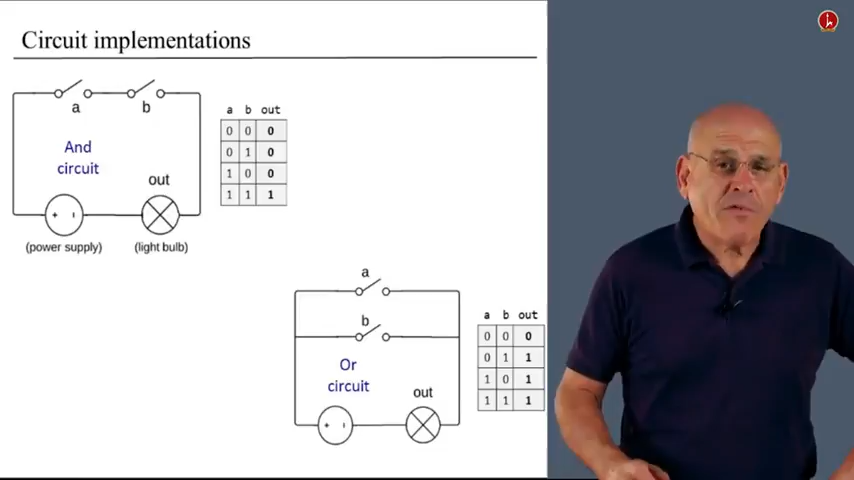 Circuit implementations
a b
And
circuit
out
+ -
(power supply) (light bulb)
a b out
0 0 0
0 1 0
1 0 0
1 1 1
a
b
Or
circuit
out
+ -
a b out
0 0 0
0 1 1
1 0 1
1 1 1